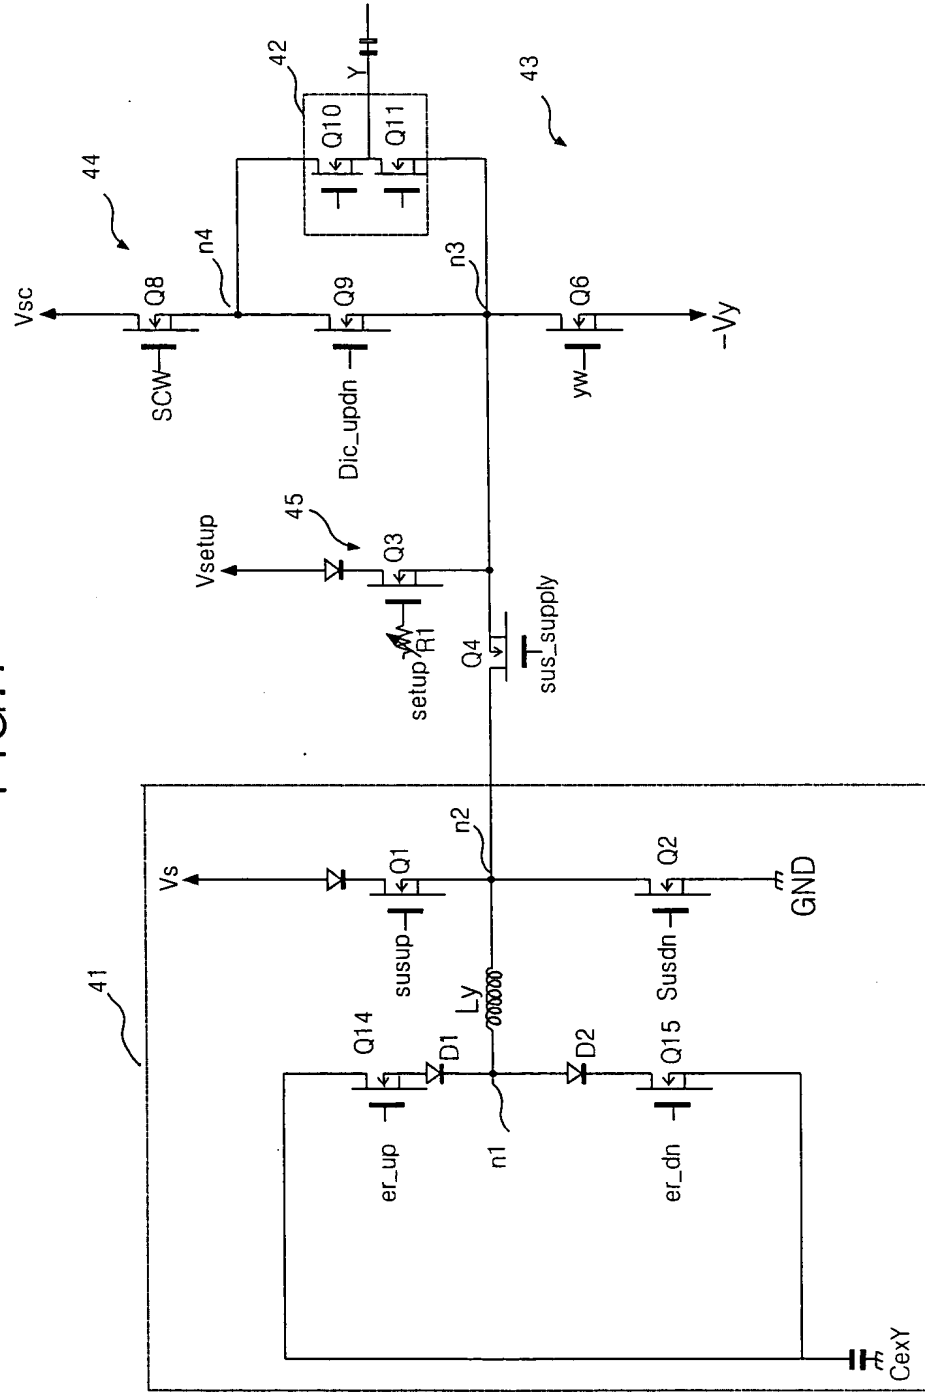 42
43
44
Y
Q10
Q11
n4
n3
Vsc
Q8
SCW
Q9
Dic_updn
Q6
yw
-Vy
45
Vsetup
Q3
R1
setup
Q4
sus_supply
41
Vs
n2
Q1
susup
Q2
Susdn
GND
Ly
Q14
D1
er_up
n1
D2
Q15
er_dn
CexY